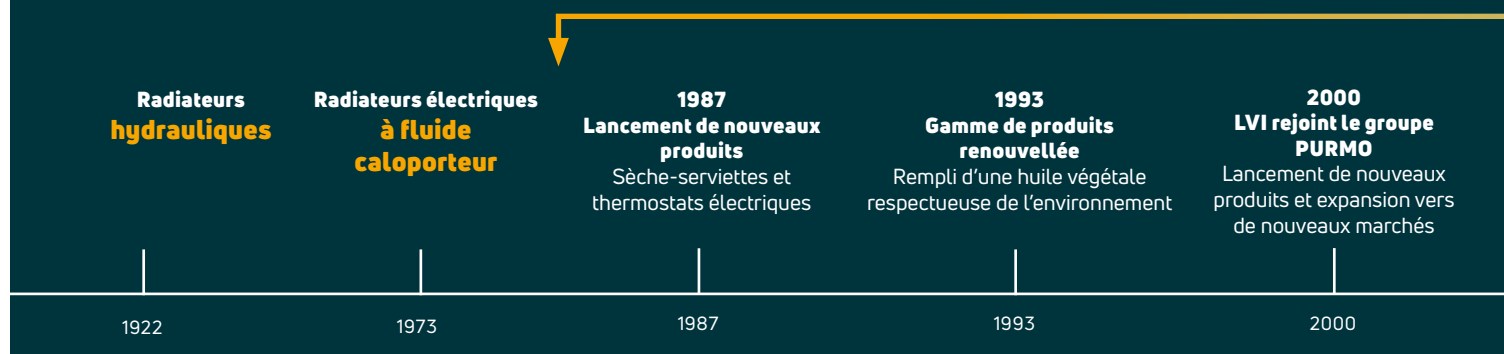 Radiateurs
hydrauliques
Radiateurs électriques
à fluide
caloporteur
1987
Lancement de nouveaux
produits
Sèche-serviettes et
thermostats électriques
1993
Gamme de produits
renouvellée
Rempli d'une huile végétale
respectueuse de l'environnement
2000
LVI rejoint le groupe
PURMO
Lancement de nouveaux
produits et expansion vers
de nouveaux marchés
1922
1973
1987
1993
2000